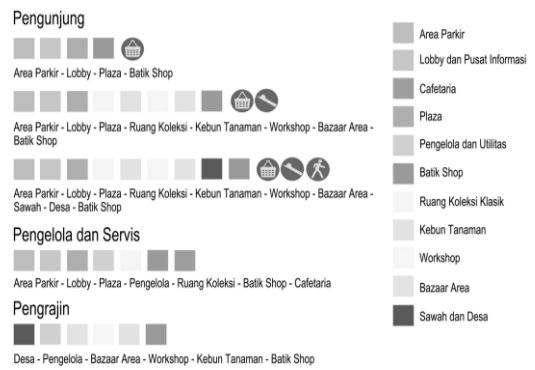 Pengunjung
Area Parkir - Lobby - Plaza - Batik Shop
Area Parkir - Lobby - Plaza - Ruang Koleksi - Kebun Tanaman - Workshop - Bazaar Area -
Batik Shop
Area Parkir - Lobby - Plaza - Ruang Koleksi - Kebun Tanaman - Workshop - Bazaar Area -
Sawah - Desa - Batik Shop
Pengelola dan Servis
Area Parkir - Lobby - Plaza - Pengelola - Ruang Koleksi - Batik Shop - Cafetaria
Pengrajin
Desa - Pengelola - Bazaar Area - Workshop - Kebun Tanaman - Batik Shop
Area Parkir
Lobby dan Pusat Informasi
Cafetaria
Plaza
Pengelola dan Utilitas
Batik Shop
Ruang Koleksi Klasik
Kebun Tanaman
Workshop
Bazaar Area
Sawah dan Desa